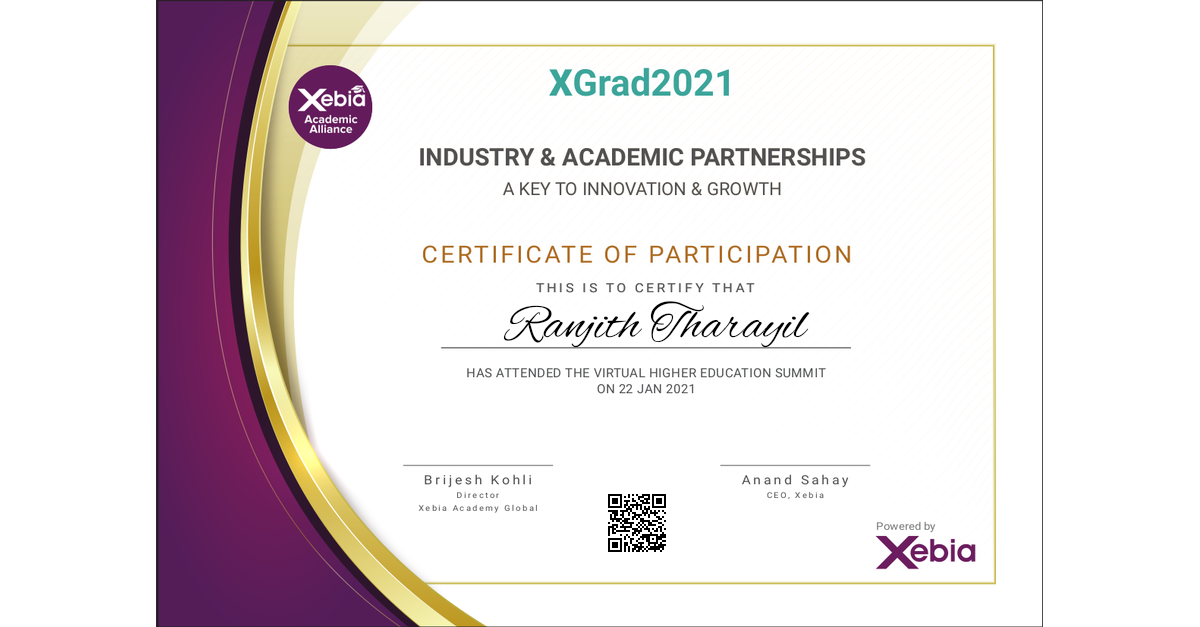 Xebia
Academic
Alliance
XGrad2021
INDUSTRY & ACADEMIC PARTNERSHIPS
A KEY TO INNOVATION & GROWTH
CERTIFICATE OF PARTICIPATION
THIS IS TO CERTIFY THAT
Ranjith Tharayil
HAS ATTENDED THE VIRTUAL HIGHER EDUCATION SUMMIT
ON 22 JAN 2021
Brijesh Kohli
Director
Xebia Academy Global
Anand Sahay
CEO, Xebia
Powered by
Xebia